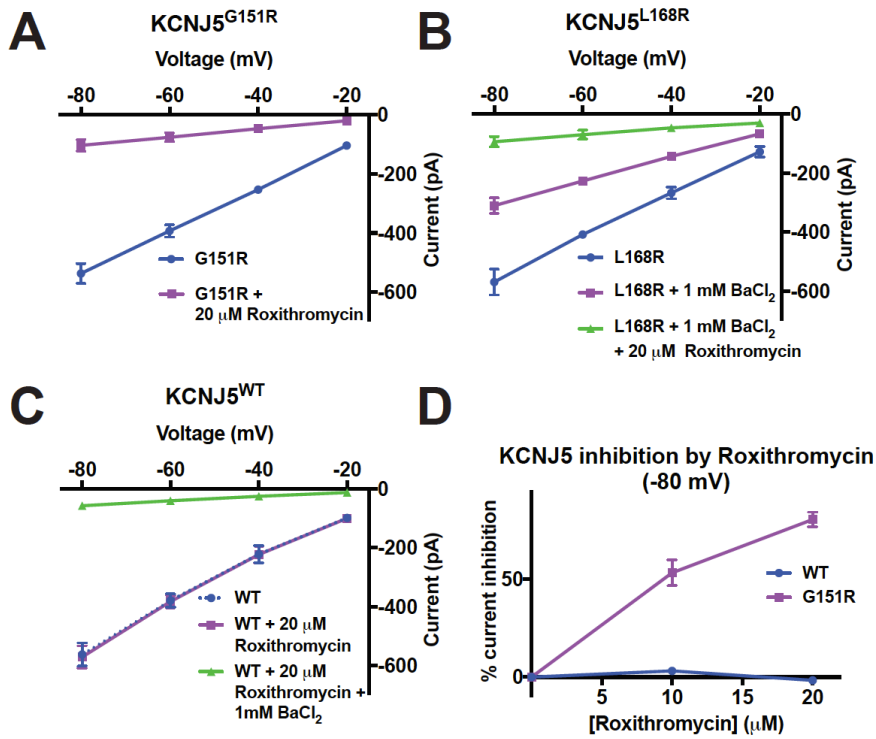 A
KCNJ5G151R
Voltage (mV)
-80 -60 -40 -20
0
-200
-400
-600
Current (pA)
G151R
G151R +
20 μM Roxithromycin
B
KCNJ5L168R
Voltage (mV)
-80 -60 -40 -20
0
-200
-400
-600
Current (pA)
L168R
L168R + 1 mM BaCl2
L168R + 1 mM BaCl2
+ 20 μM Roxithromycin
C
KCNJ5WT
Voltage (mV)
-80 -60 -40 -20
0
-200
-400
-600
Current (pA)
WT
WT + 20 μM
Roxithromycin
WT + 20 μM
Roxithromycin +
1mM BaCl2
D
KCNJ5 inhibition by Roxithromycin
(-80 mV)
% current inhibition
50
0
WT
G151R
5 10 15 20
[Roxithromycin] (μM)